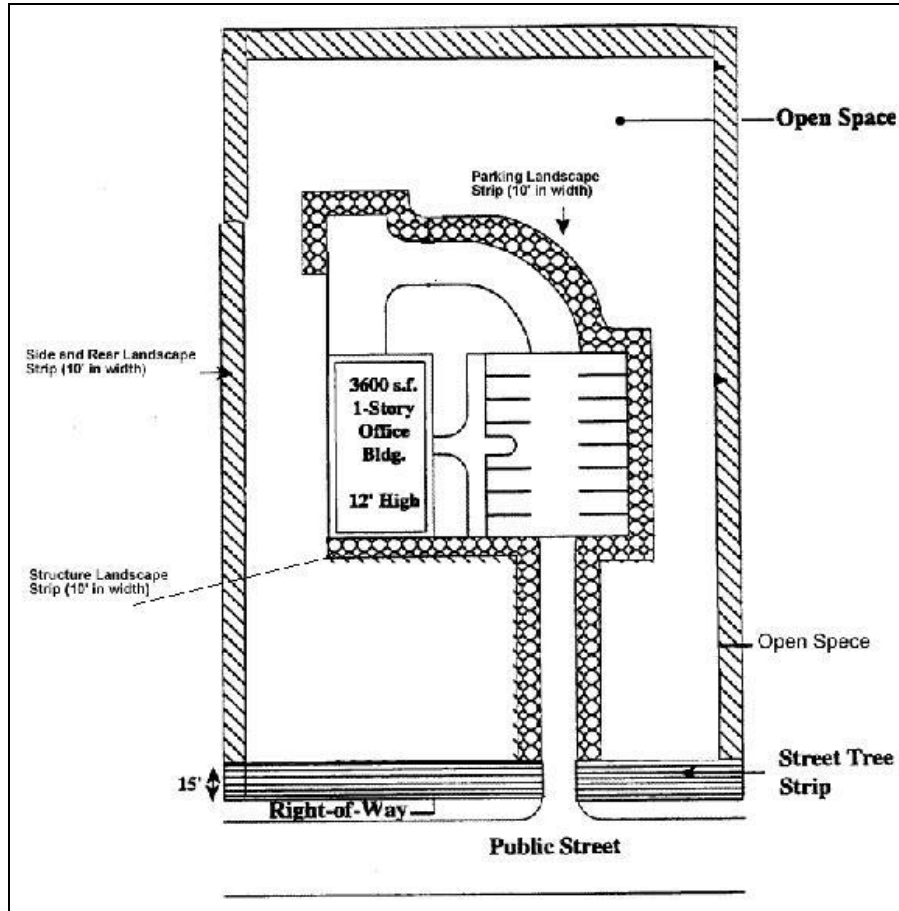 Open Space
Parking Landscape
Strip (10' in width)
Side and Rear Landscape
Strip (10' in width)
3600 s.f.
1-Story
Office
Bldg.
12' High
Structure Landscape
Strip (10' in width)
Open Spece
Street Tree
Strip
15'
Right-of-Way
Public Street